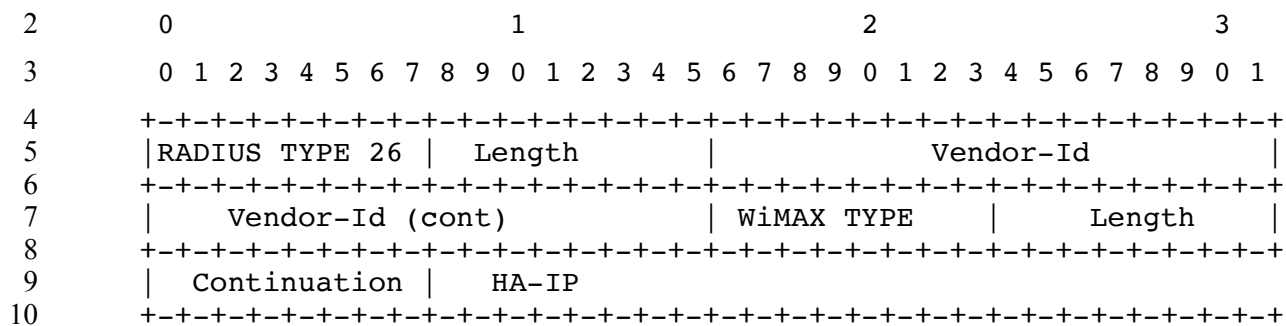 2 0 1 2 3
3 0 1 2 3 4 5 6 7 8 9 0 1 2 3 4 5 6 7 8 9 0 1 2 3 4 5 6 7 8 9 0 1
4 +-+-+-+-+-+-+-+-+-+-+-+-+-+-+-+-+-+-+-+-+-+-+-+-+-+-+-+-+-+-+-+-+
5 |RADIUS TYPE 26 | Length | Vendor-Id |
6 +-+-+-+-+-+-+-+-+-+-+-+-+-+-+-+-+-+-+-+-+-+-+-+-+-+-+-+-+-+-+-+-+
7 | Vendor-Id (cont) | WiMAX TYPE | Length |
8 +-+-+-+-+-+-+-+-+-+-+-+-+-+-+-+-+-+-+-+-+-+-+-+-+-+-+-+-+-+-+-+-+
9 | Continuation | HA-IP
10 +-+-+-+-+-+-+-+-+-+-+-+-+-+-+-+-+-+-+-+-+-+-+-+-+-+-+-+-+-+-+-+-+